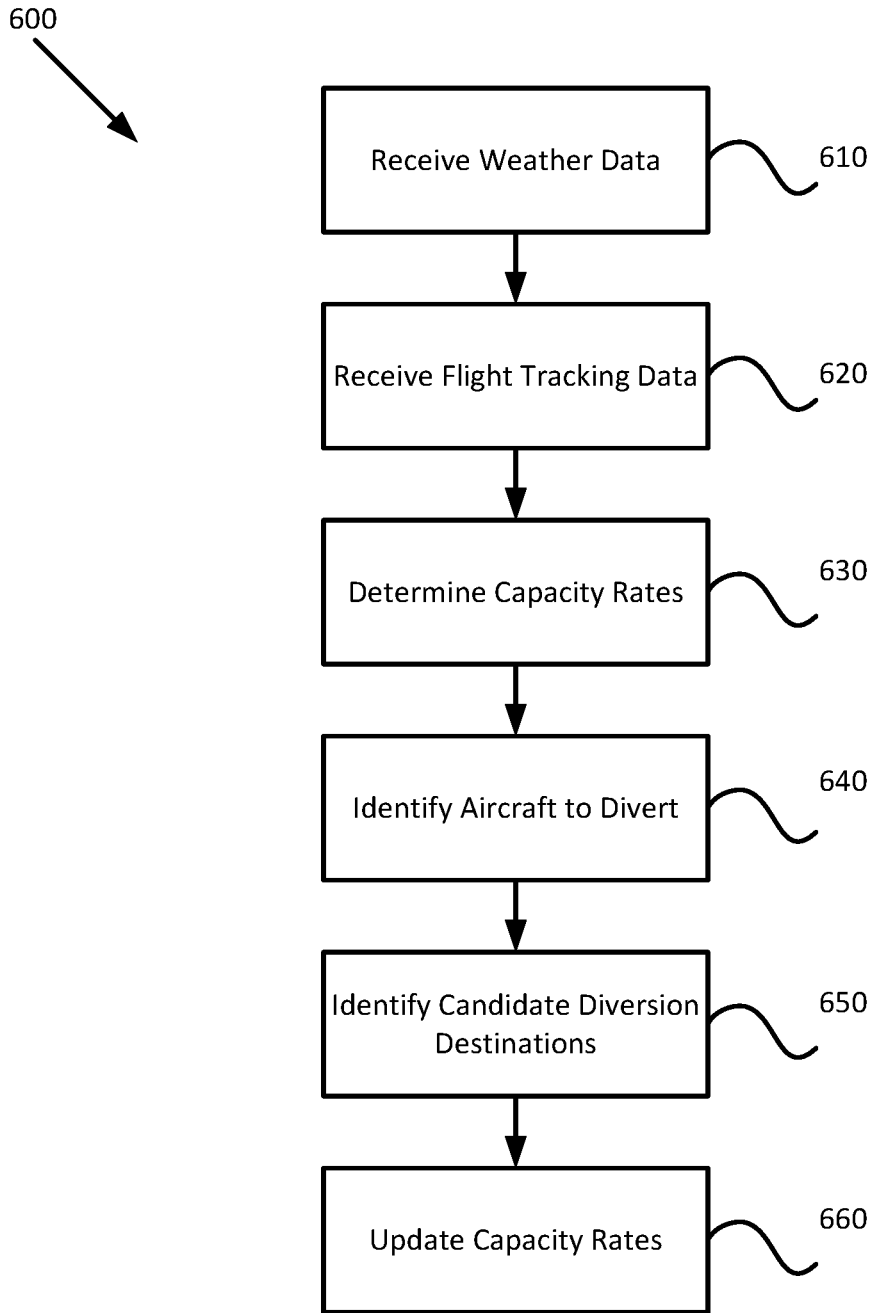 600
Receive Weather Data
610
Receive Flight Tracking Data
620
Determine Capacity Rates
630
Identify Aircraft to Divert
640
Identify Candidate Diversion
Destinations
650
Update Capacity Rates
660